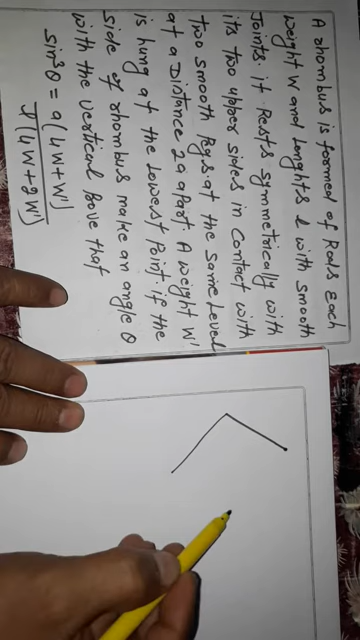 A rhombus is formed of Rods each
weight W and lenghts l with smooth
Joints. it Rests symmetrically with
its two upper sides in Contact with
two smooth Pegs at the same Level
at a Distance 2a apart. A weight W'
is hung at the lowest Point. if the
side of rhombus make an angle θ
with the vertical Prove that
sin³θ = a(4W+W')
l(4W+2W')